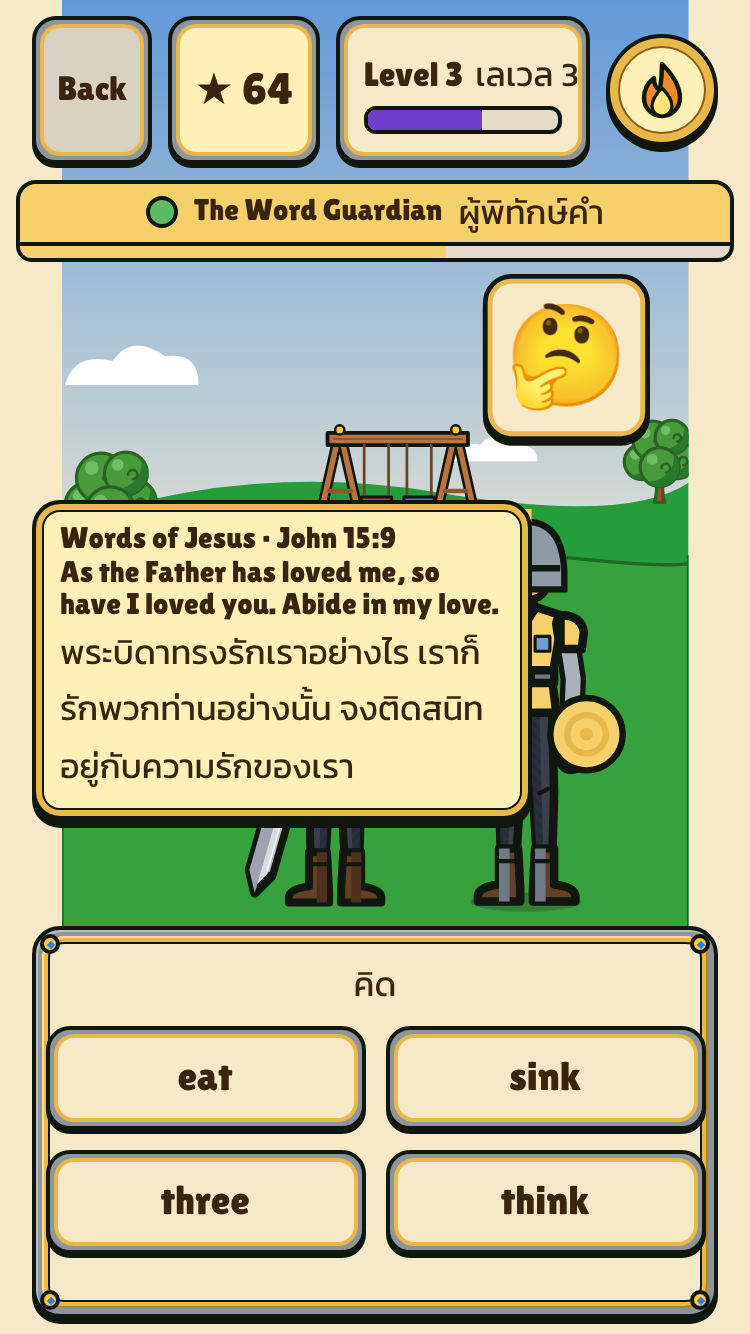 Back
★ 64
Level 3 เลเวล 3
The Word Guardian ผู้พิทักษ์คำ
Words of Jesus · John 15:9
As the Father has loved me, so
have I loved you. Abide in my love.
พระบิดาทรงรักเราอย่างไร เราก็
รักพวกท่านอย่างนั้น จงติดสนิท
อยู่กับความรักของเรา
คิด
eat
sink
three
think